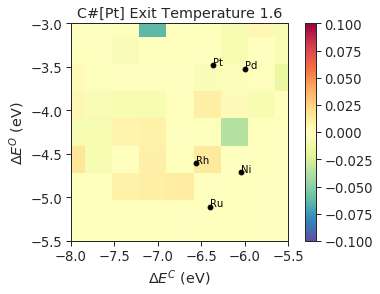 C#[Pt] Exit Temperature 1.6
−3.0
−3.5
−4.0
−4.5
−5.0
−5.5
ΔE^O (eV)
Pt
Pd
Rh
Ni
Ru
−8.0 −7.5 −7.0 −6.5 −6.0 −5.5
ΔE^C (eV)
0.100
0.075
0.050
0.025
0.000
−0.025
−0.050
−0.075
−0.100